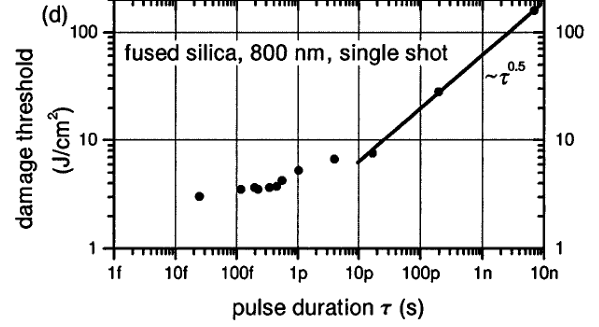 (d)
fused silica, 800 nm, single shot
~τ^0.5
damage threshold
(J/cm²)
100
10
1
100
10
1
1f 10f 100f 1p 10p 100p 1n 10n
pulse duration τ (s)